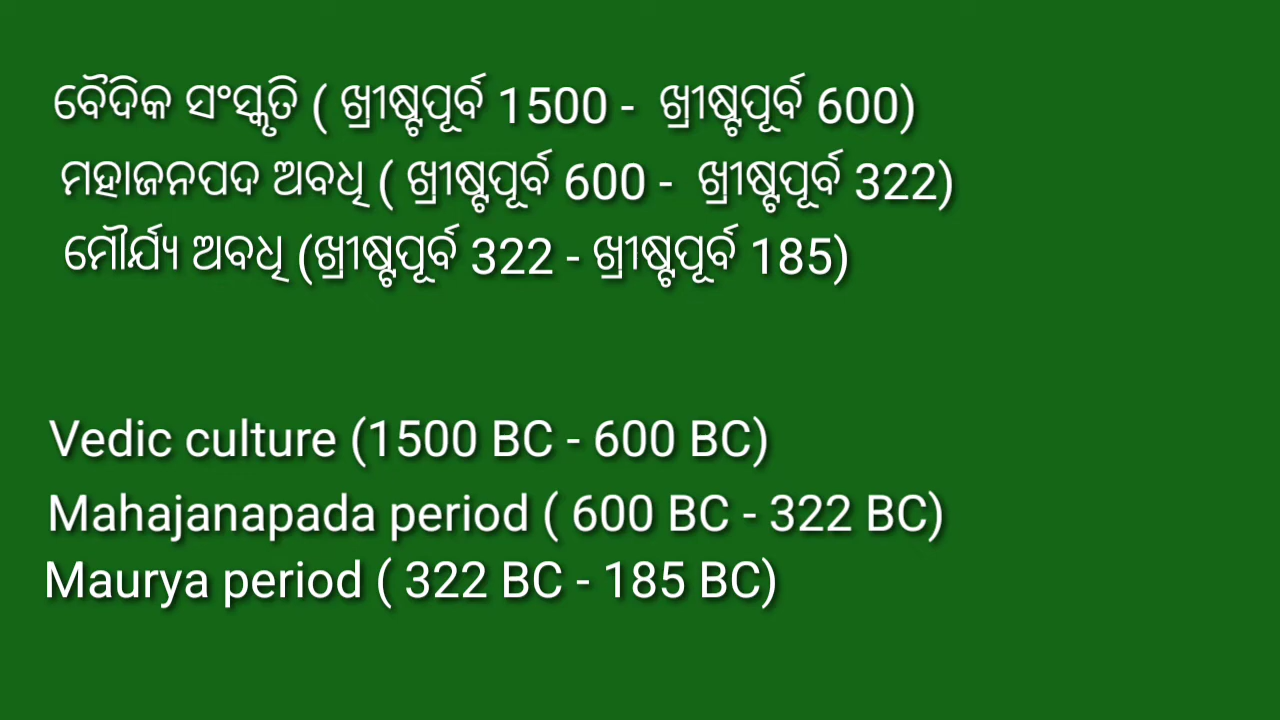 ବୈଦିକ ସଂସ୍କୃତି ( ଖ୍ରୀଷ୍ଟପୂର୍ବ 1500 - ଖ୍ରୀଷ୍ଟପୂର୍ବ 600)
ମହାଜନପଦ ଅବଧି ( ଖ୍ରୀଷ୍ଟପୂର୍ବ 600 - ଖ୍ରୀଷ୍ଟପୂର୍ବ 322)
ମୌର୍ଯ୍ୟ ଅବଧି (ଖ୍ରୀଷ୍ଟପୂର୍ବ 322 - ଖ୍ରୀଷ୍ଟପୂର୍ବ 185)
Vedic culture (1500 BC - 600 BC)
Mahajanapada period ( 600 BC - 322 BC)
Maurya period ( 322 BC - 185 BC)